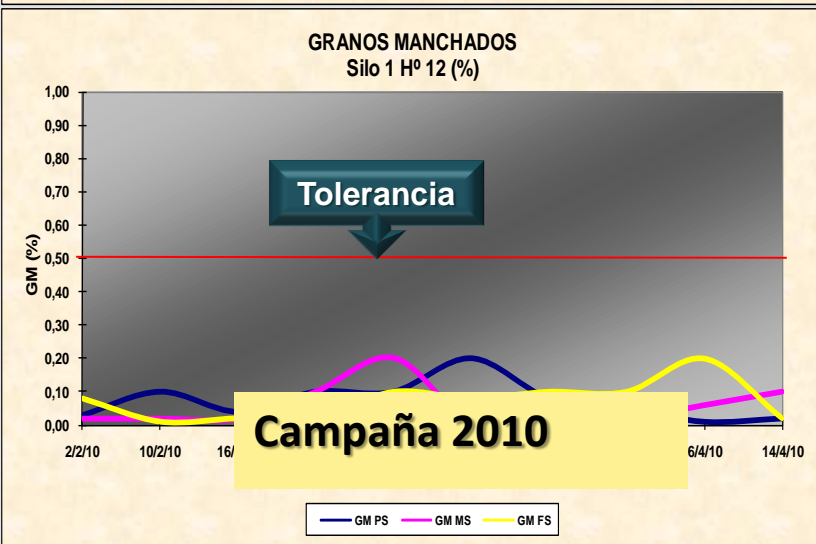 GRANOS MANCHADOS
Silo 1 Hº 12 (%)
1,00
0,90
0,80
0,70
0,60
0,50
0,40
0,30
0,20
0,10
0,00
GM (%)
Tolerancia
Campaña 2010
2/2/10 10/2/10 14/4/10
GM PS GM MS GM FS